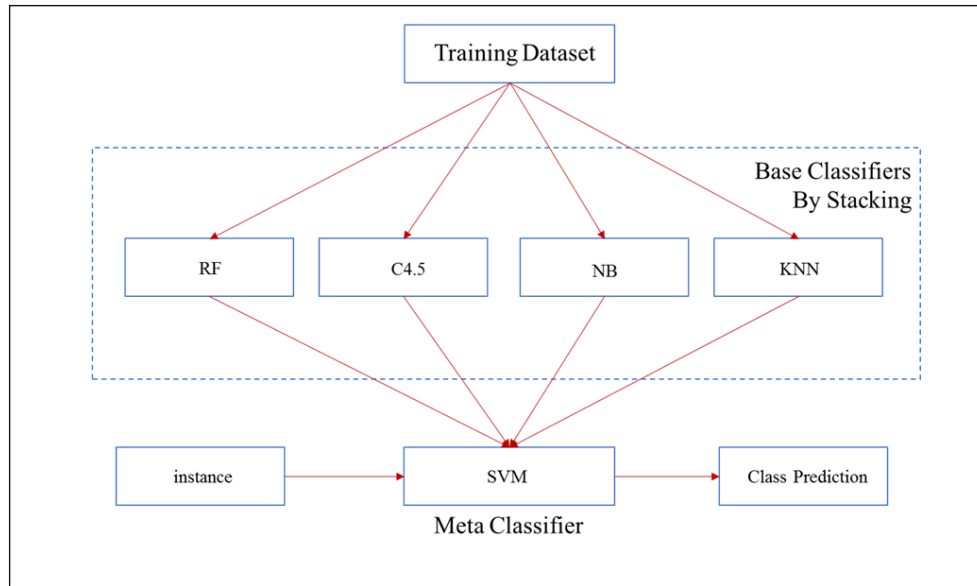 Training Dataset
Base Classifiers
By Stacking
RF
C4.5
NB
KNN
instance
SVM
Class Prediction
Meta Classifier